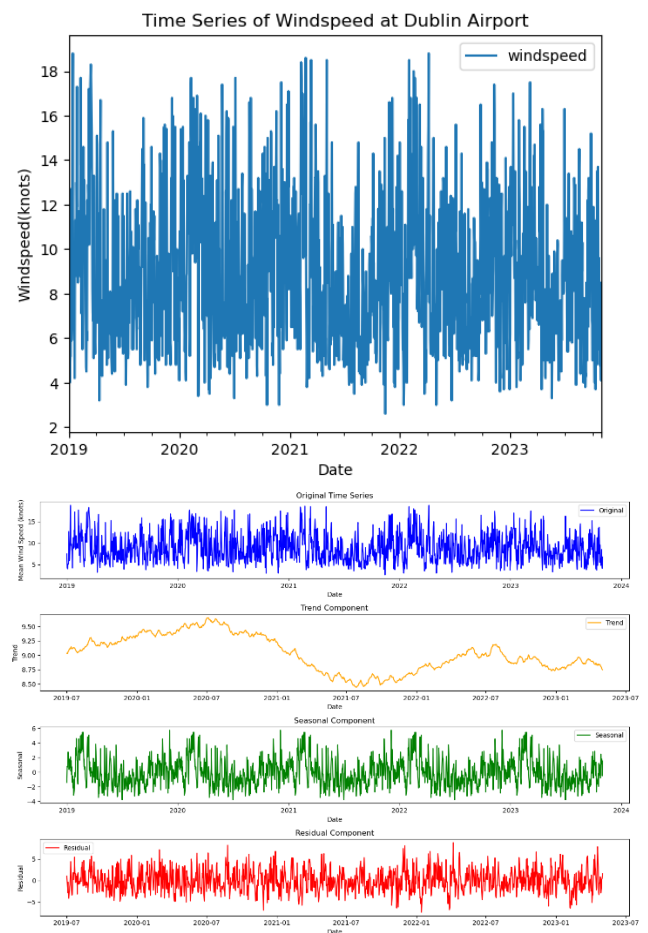 Time Series of Windspeed at Dublin Airport
windspeed
18
16
14
12
10
8
6
4
2
Windspeed(knots)
2019 2020 2021 2022 2023
Date
Original Time Series
Original
15
10
5
Mean Wind Speed (knots)
2019 2020 2021 2022 2023 2024
Date
Trend Component
Trend
9.50
9.25
9.00
8.75
8.50
Trend
2019-07 2020-01 2020-07 2021-01 2021-07 2022-01 2022-07 2023-01 2023-07
Date
Seasonal Component
Seasonal
6
4
2
0
−2
−4
Seasonal
2019 2020 2021 2022 2023 2024
Date
Residual Component
Residual
5
0
−5
Residual
2019-07 2020-01 2020-07 2021-01 2021-07 2022-01 2022-07 2023-01 2023-07
Date